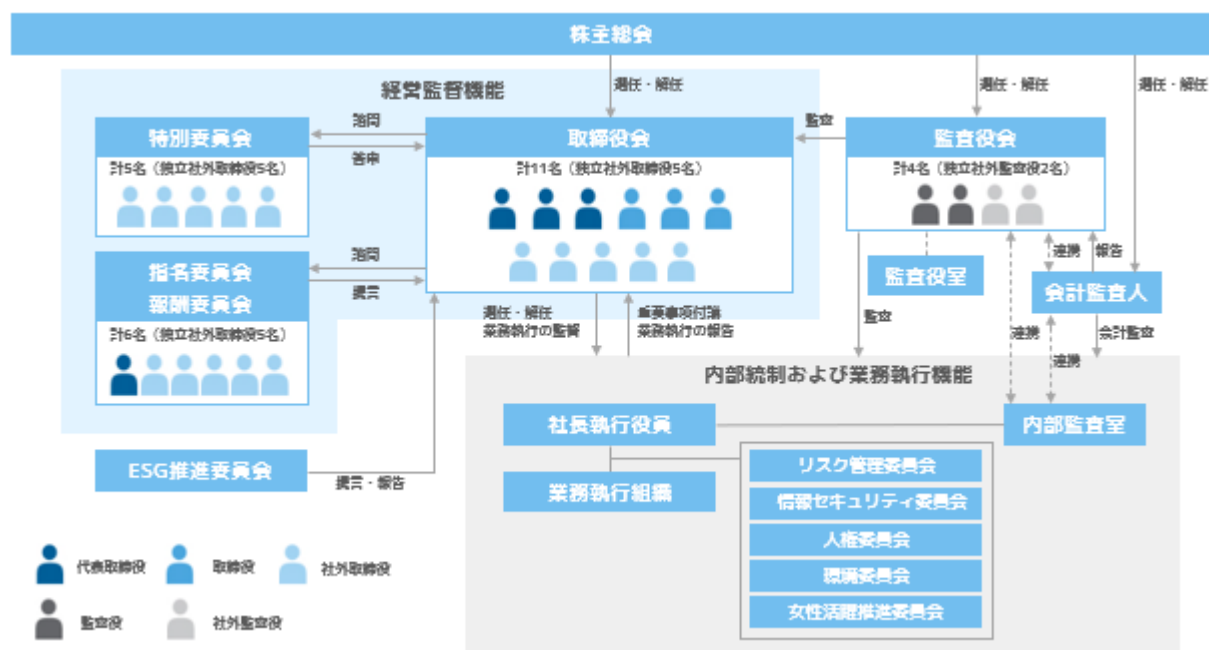 株主総会
選任・解任
選任・解任
選任・解任
経営監督機能
特別委員会
計5名（独立社外取締役5名）
諮問
答申
取締役会
計11名（独立社外取締役5名）
監査
監査役会
計4名（独立社外監査役2名）
指名委員会
報酬委員会
計6名（独立社外取締役5名）
諮問
提言
監査役室
連携
報告
会計監査人
選任・解任
業務執行の監督
重要事項付議
業務執行の報告
監査
連携
連携
会計監査
内部統制および業務執行機能
社長執行役員
内部監査室
ESG推進委員会
提言・報告
業務執行組織
リスク管理委員会
情報セキュリティ委員会
人権委員会
環境委員会
女性活躍推進委員会
代表取締役
取締役
社外取締役
監査役
社外監査役